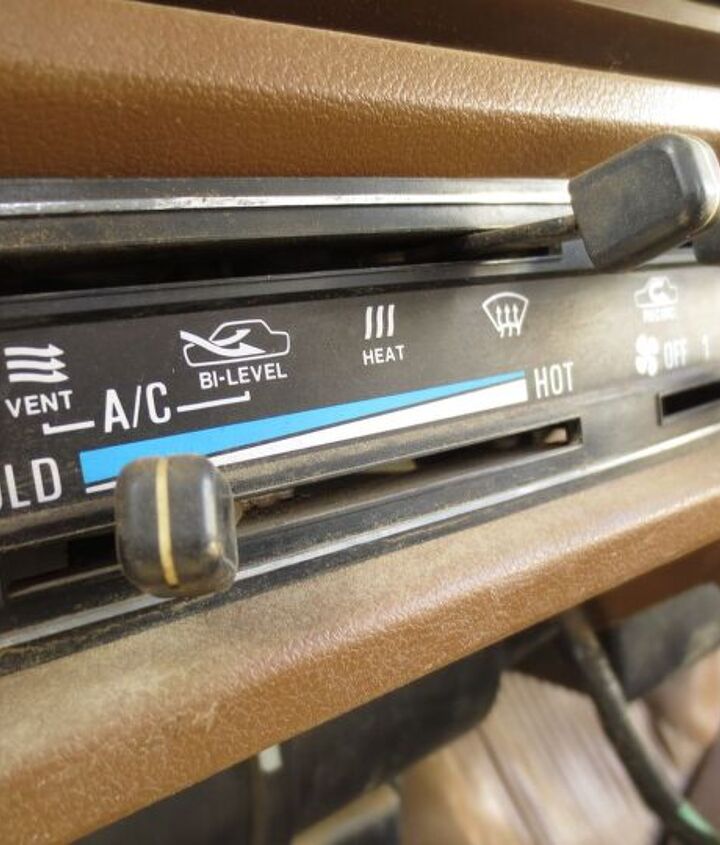 VENT A/C BI-LEVEL HEAT
OFF 1
HOT